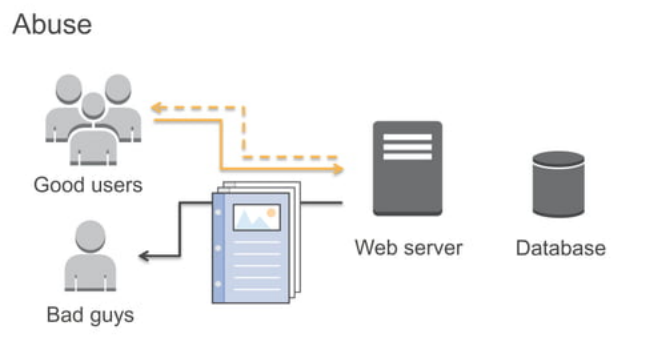 Abuse
Good users
Web server
Database
Bad guys